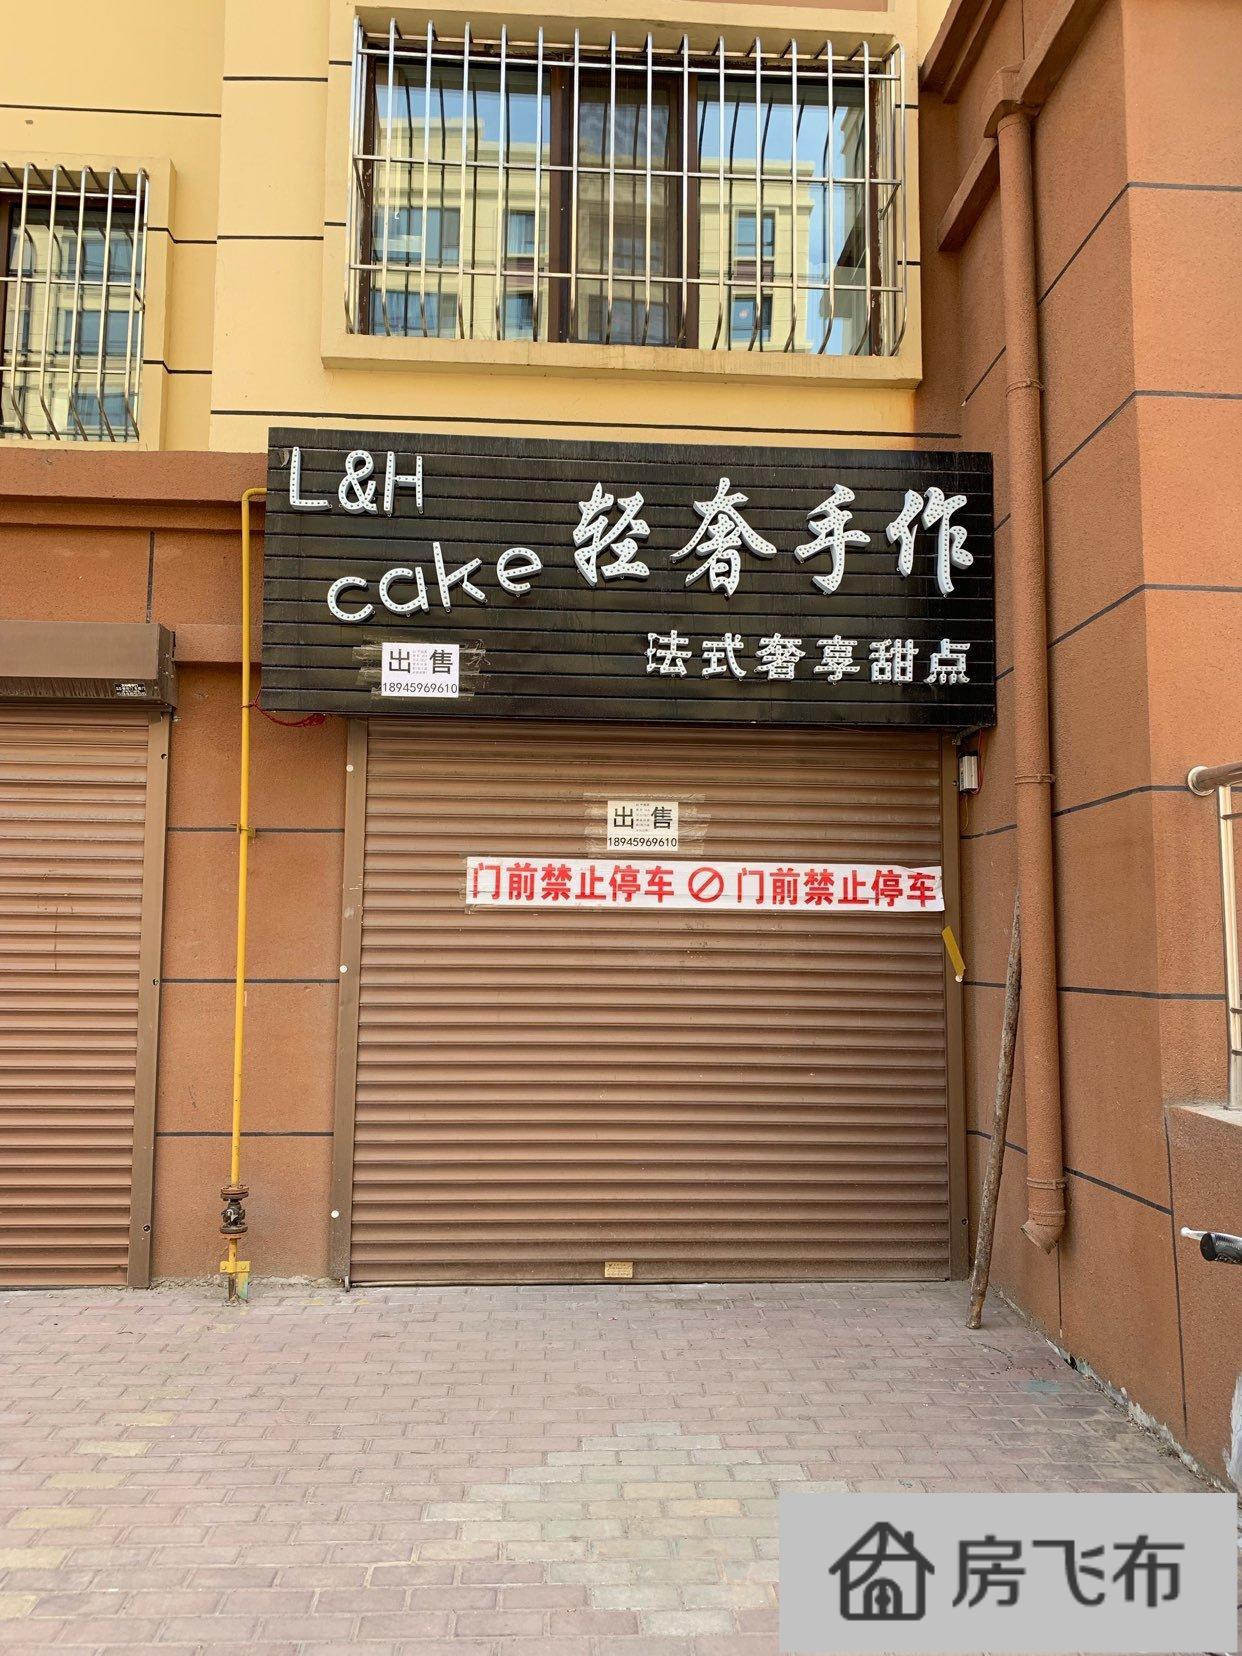 L&H
cake
轻奢手作
法式奢享甜点
出售
18945969610
出售
18945969610
门前禁止停车 门前禁止停车
房飞布